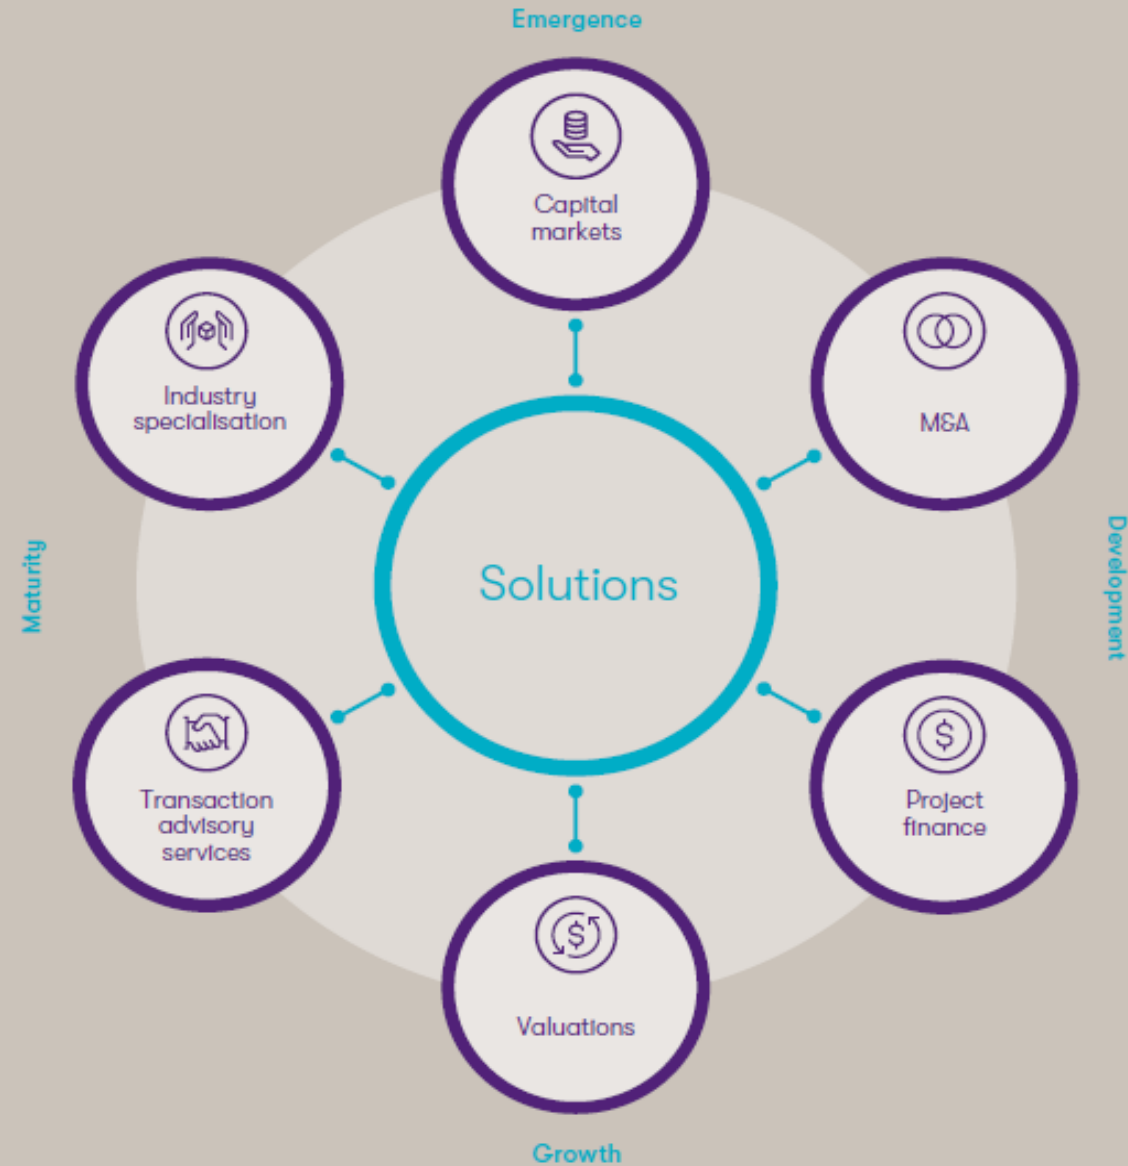 Emergence
Capital
markets
Industry
specialisation
M&A
Solutions
Maturity
Development
Transaction
advisory
services
Project
finance
Valuations
Growth